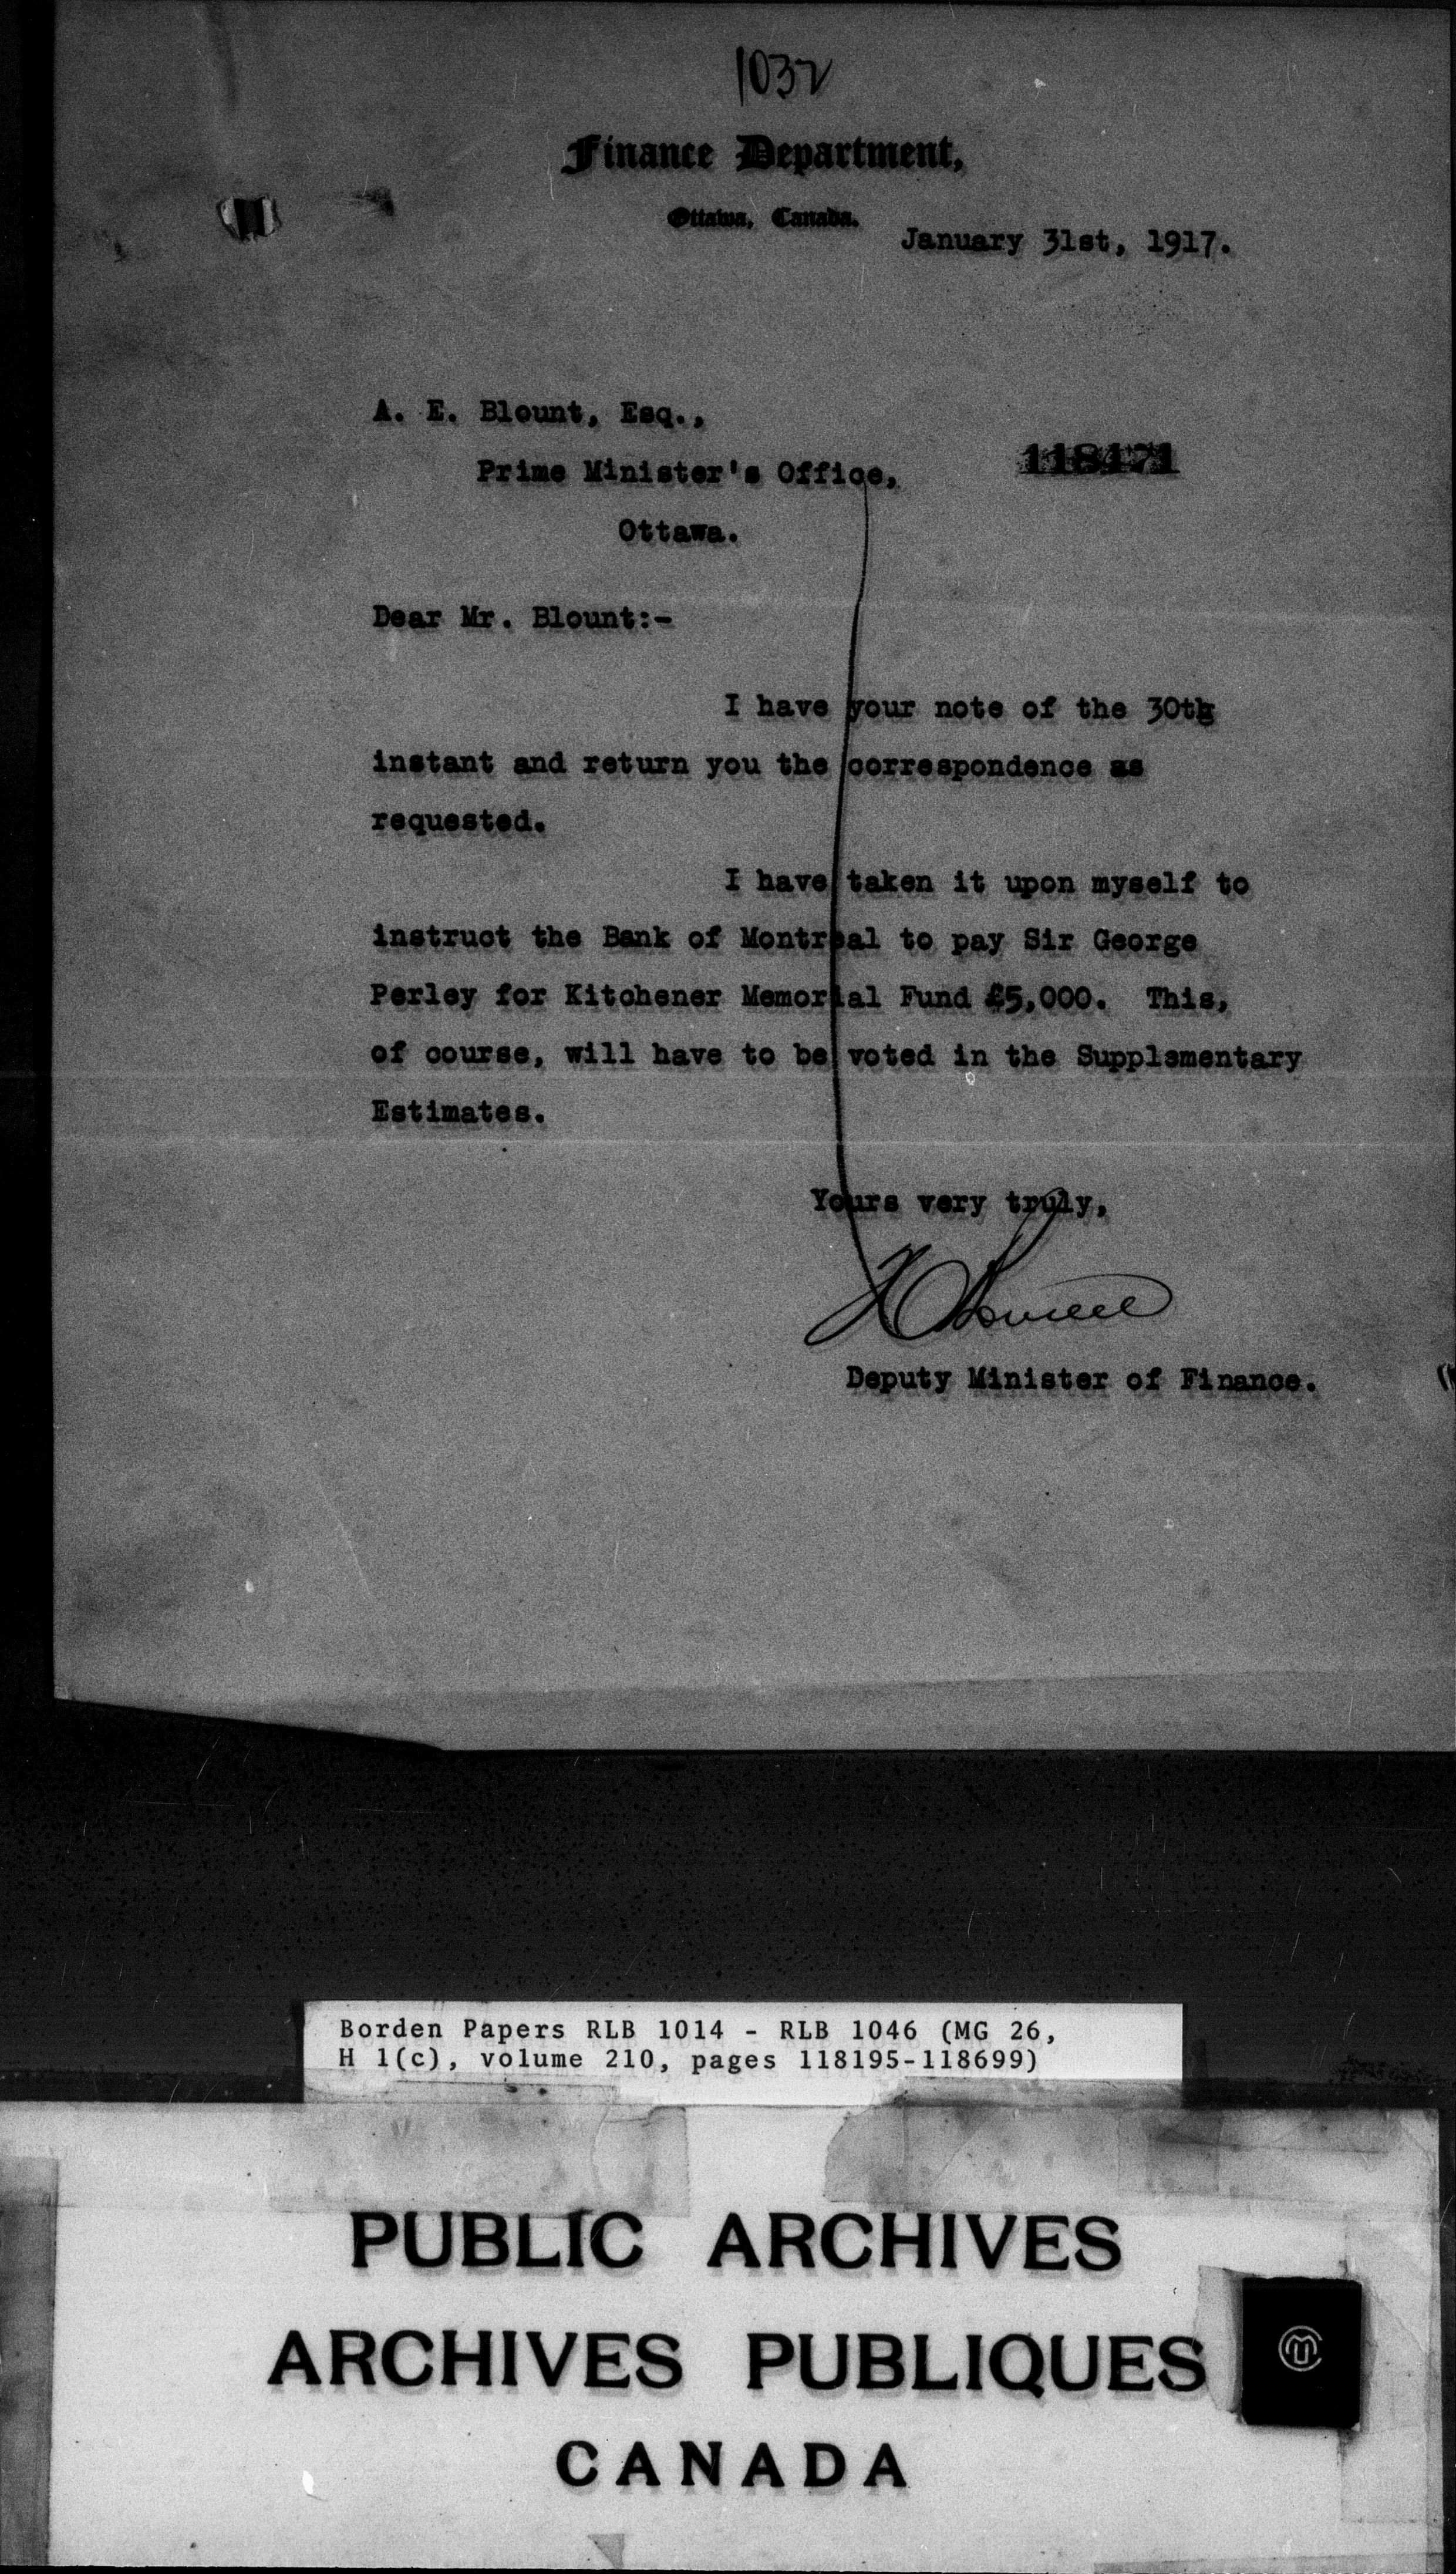 1032
Finance Department,
Ottawa, Canada.
January 31st, 1917.
A. E. Blount, Esq.,
118471
Prime Minister's Office,
Ottawa.
Dear Mr. Blount:-
I have your note of the 30th
instant and return you the correspondence as
requested.
I have taken it upon myself to
instruct the Bank of Montreal to pay Sir George
Perley for Kitchener Memorial Fund £5,000. This,
of course, will have to be voted in the Supplementary
Estimates.
Yours very truly,
Deputy Minister of Finance.
Borden Papers RLB 1014 - RLB 1046 (MG 26,
H 1(c), volume 210, pages 118195-118699)
PUBLIC ARCHIVES
ARCHIVES PUBLIQUES
CANADA